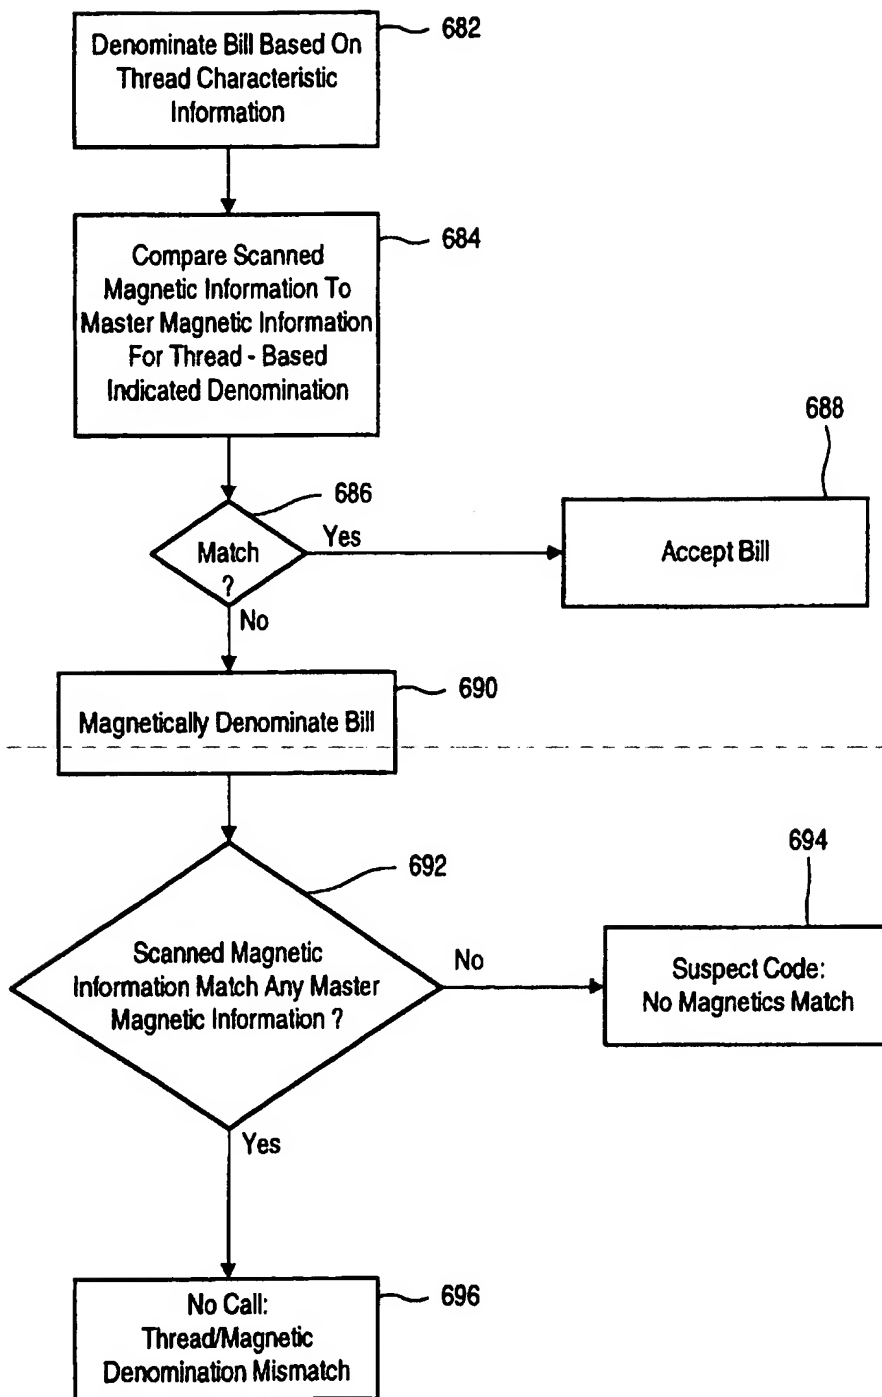 Denominate Bill Based On
Thread Characteristic
Information
682
Compare Scanned
Magnetic Information To
Master Magnetic Information
For Thread - Based
Indicated Denomination
684
Match
?
686
Yes
No
Accept Bill
688
Magnetically Denominate Bill
690
Scanned Magnetic
Information Match Any Master
Magnetic Information ?
692
No
Yes
Suspect Code:
No Magnetics Match
694
No Call:
Thread/Magnetic
Denomination Mismatch
696